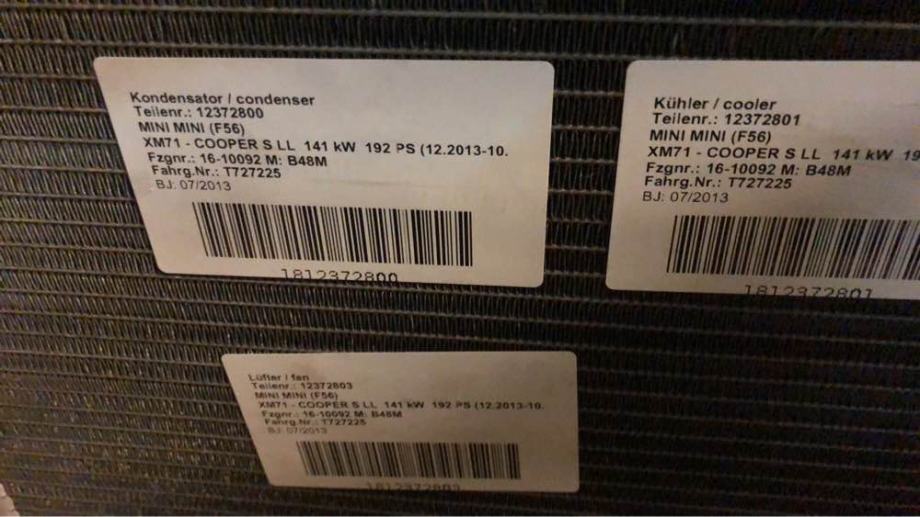 Kondensator / condenser
Teilenr.: 12372800
MINI MINI (F56)
XM71 - COOPER S LL 141 kW 192 PS (12.2013-10.
Fzgnr.: 16-10092 M: B48M
Fahrg.Nr.: T727225
BJ: 07/2013
1812372800
Kühler / cooler
Teilenr.: 12372801
MINI MINI (F56)
XM71 - COOPER S LL 141 kW 19
Fzgnr.: 16-10092 M: B48M
Fahrg.Nr.: T727225
BJ: 07/2013
1812372801
Lüfter / fan
Teilenr.: 12372803
MINI MINI (F56)
XM71 - COOPER S LL 141 kW 192 PS (12.2013-10.
Fzgnr.: 16-10092 M: B48M
Fahrg.Nr.: T727225
BJ: 07/2013
1812372803